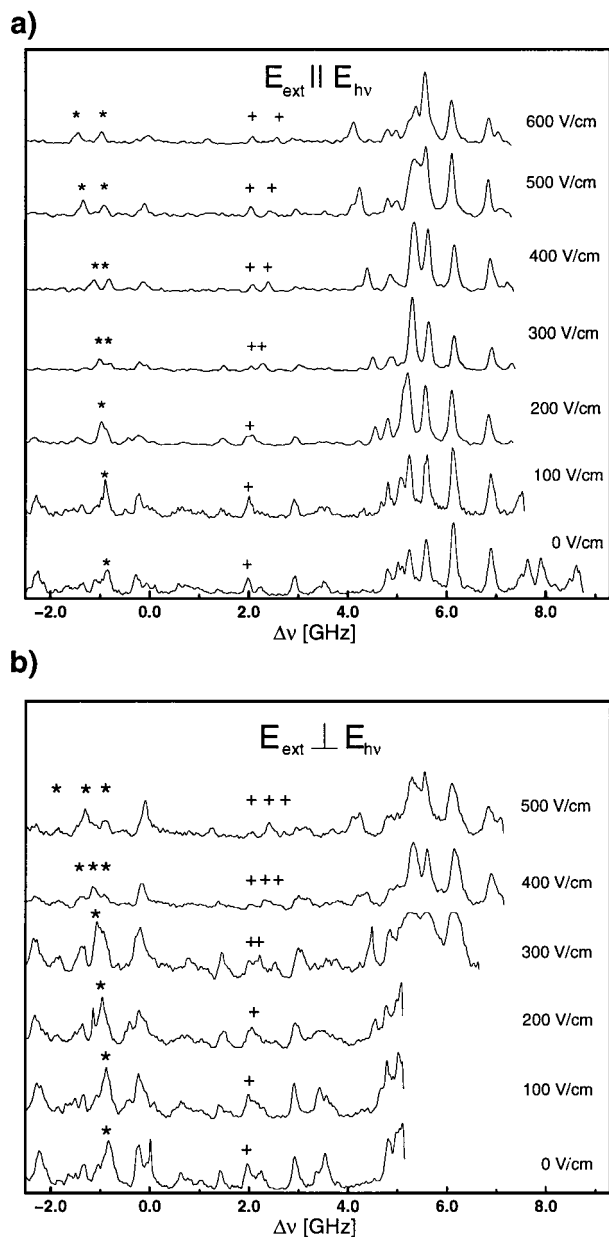 a)
E_ext || E_hν
* * + + 600 V/cm
* * + + 500 V/cm
** + + 400 V/cm
** ++ 300 V/cm
* + 200 V/cm
* + 100 V/cm
* + 0 V/cm
−2.0 0.0 2.0 4.0 6.0 8.0
Δν [GHz]
b)
E_ext ⊥ E_hν
* * * + + + 500 V/cm
*** +++ 400 V/cm
* ++ 300 V/cm
* + 200 V/cm
* + 100 V/cm
* + 0 V/cm
−2.0 0.0 2.0 4.0 6.0 8.0
Δν [GHz]